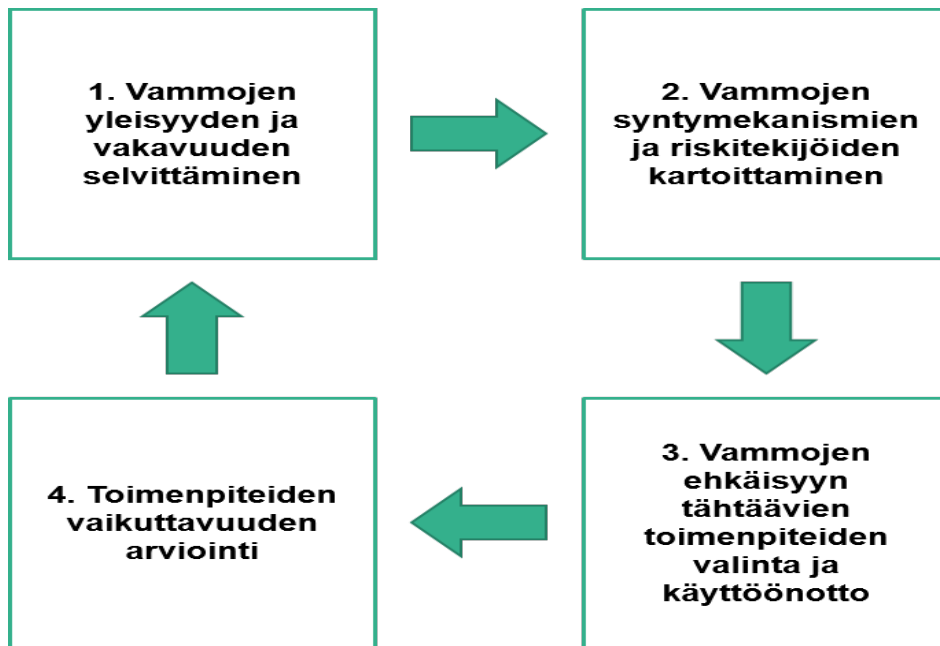 1. Vammojen
yleisyyden ja
vakavuuden
selvittäminen
2. Vammojen
syntymekanismien
ja riskitekijöiden
kartoittaminen
3. Vammojen
ehkäisyyn
tähtäävien
toimenpiteiden
valinta ja
käyttöönotto
4. Toimenpiteiden
vaikuttavuuden
arviointi